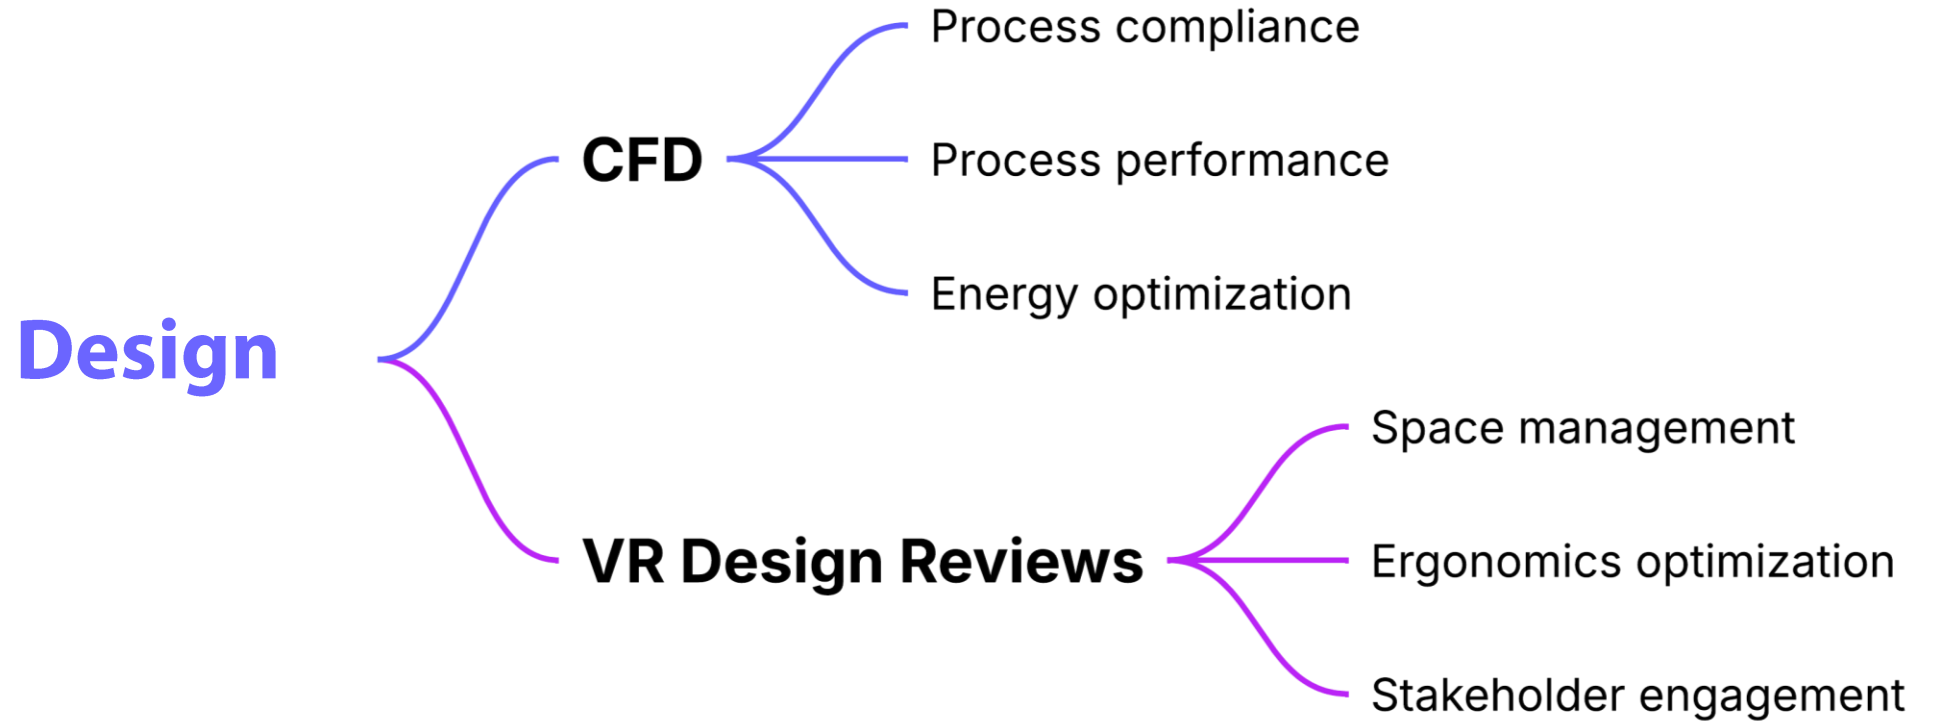 Design
CFD
Process compliance
Process performance
Energy optimization
VR Design Reviews
Space management
Ergonomics optimization
Stakeholder engagement